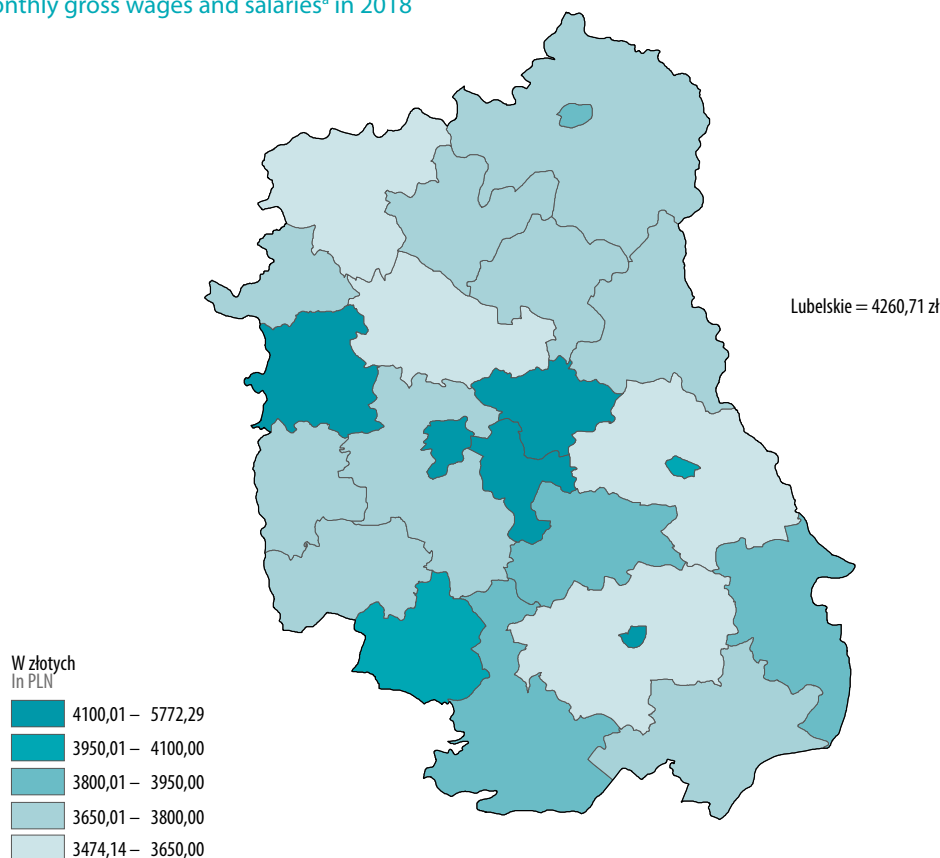 onthly gross wages and salariesª in 2018
Lubelskie = 4260,71 zł
W złotych
In PLN
4100,01 – 5772,29
3950,01 – 4100,00
3800,01 – 3950,00
3650,01 – 3800,00
3474,14 – 3650,00